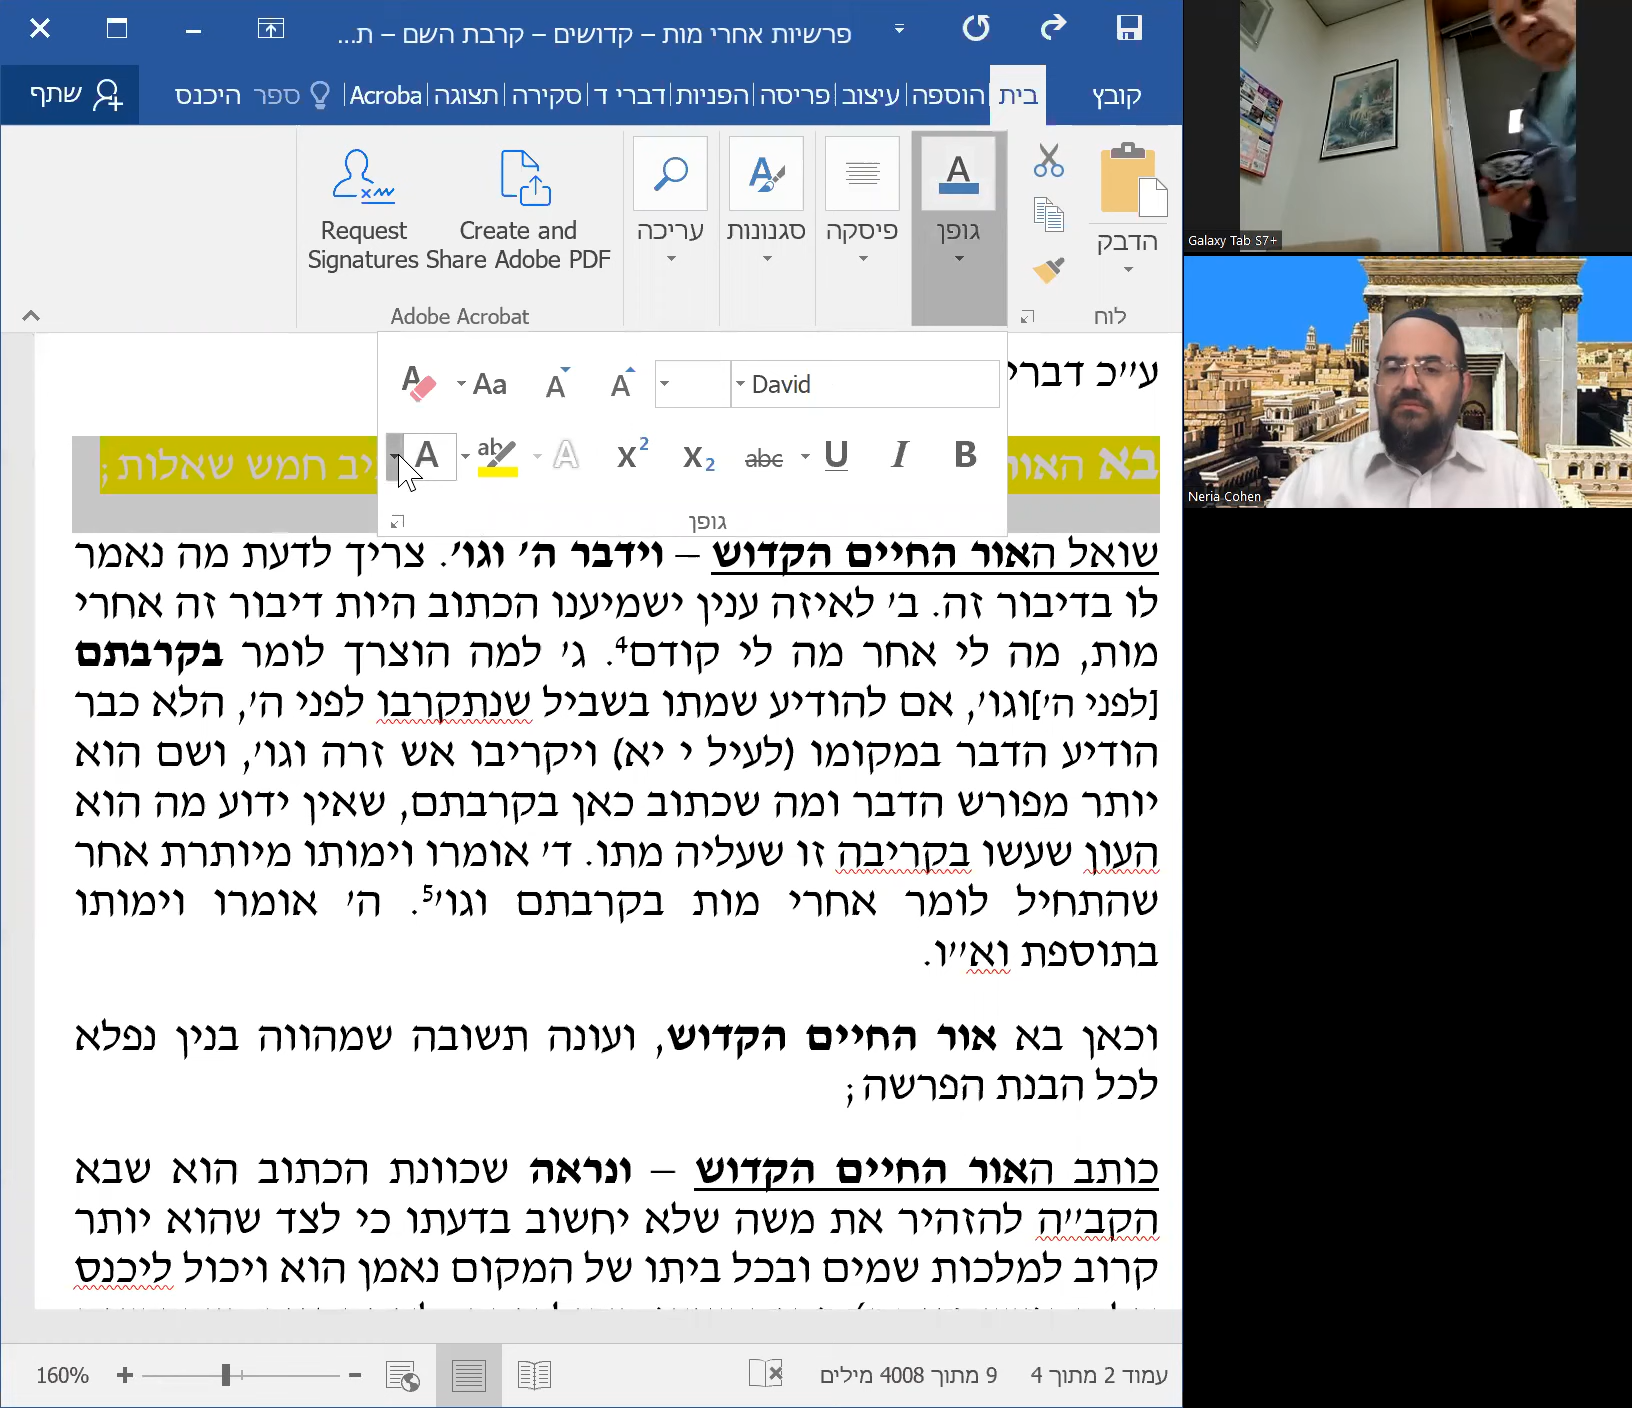 פרשיות אחרי מות – קדושים – קרבת השם – ת...
קובץ
בית
הוספה
עיצוב
פריסה
הפניות
דברי ד
סקירה
תצוגה
Acroba
ספר
היכנס
שתף
הדבק
לוח
גופן
פיסקה
סגנונות
עריכה
Create and
Share Adobe PDF
Request
Signatures
Adobe Acrobat
David
Aa
A
A
A
B I U abc X2 X2 A ab A
גופן
ע״כ דברי
בא האור
יב חמש שאלות;
שואל האור החיים הקדוש – וידבר ה׳ וגו׳. צריך לדעת מה נאמר
לו בדיבור זה. ב׳ לאיזה ענין ישמיענו הכתוב היות דיבור זה אחרי
מות, מה לי אחר מה לי קודם4. ג׳ למה הוצרך לומר בקרבתם
[לפני ה׳]וגו׳, אם להודיע שמתו בשביל שנתקרבו לפני ה׳, הלא כבר
הודיע הדבר במקומו (לעיל י יא) ויקריבו אש זרה וגו׳, ושם הוא
יותר מפורש הדבר ומה שכתוב כאן בקרבתם, שאין ידוע מה הוא
העון שעשו בקריבה זו שעליה מתו. ד׳ אומרו וימותו מיותרת אחר
שהתחיל לומר אחרי מות בקרבתם וגו׳5. ה׳ אומרו וימותו
בתוספת וא״ו.
וכאן בא אור החיים הקדוש, ועונה תשובה שמהווה בנין נפלא
לכל הבנת הפרשה;
כותב האור החיים הקדוש – ונראה שכוונת הכתוב הוא שבא
הקב״ה להזהיר את משה שלא יחשוב בדעתו כי לצד שהוא יותר
קרוב למלכות שמים ובכל ביתו של המקום נאמן הוא ויכול ליכנס
עמוד 2 מתוך 4
9 מתוך 4008 מילים
160%
Galaxy Tab S7+
Neria Cohen